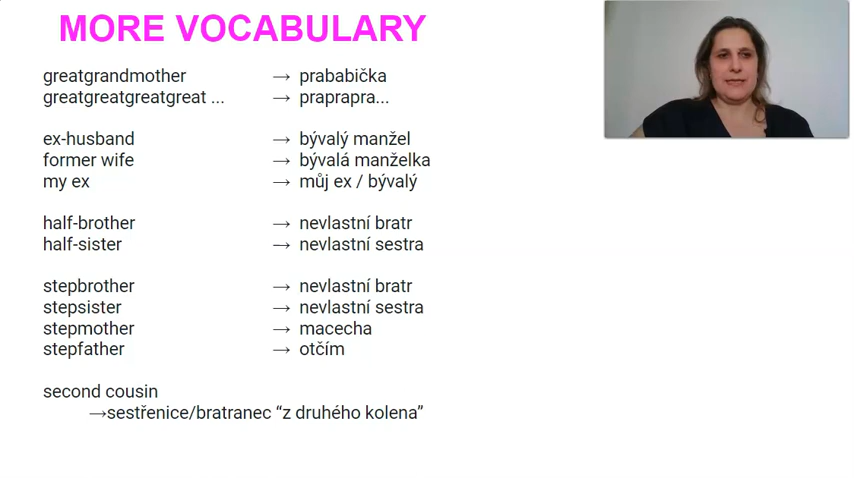 MORE VOCABULARY
greatgrandmother → prababička
greatgreatgreatgreat ... → praprapra...
ex-husband → bývalý manžel
former wife → bývalá manželka
my ex → můj ex / bývalý
half-brother → nevlastní bratr
half-sister → nevlastní sestra
stepbrother → nevlastní bratr
stepsister → nevlastní sestra
stepmother → macecha
stepfather → otčím
second cousin
→sestřenice/bratranec “z druhého kolena”